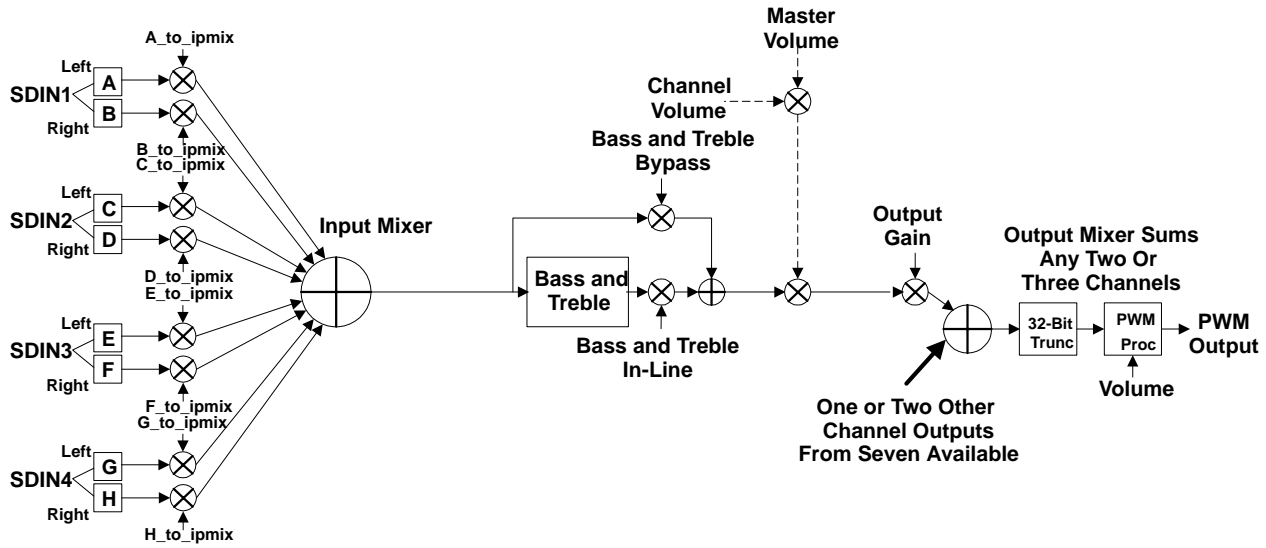 Master
Volume
A_to_ipmix
Left
A
SDIN1
B
Right
Channel
Volume
B_to_ipmix
C_to_ipmix
Bass and Treble
Bypass
Left
C
SDIN2
D
Right
Input Mixer
Output
Gain
Output Mixer Sums
Any Two Or
Three Channels
D_to_ipmix
E_to_ipmix
Bass and
Treble
Left
E
SDIN3
F
Right
Bass and Treble
In-Line
32-Bit
Trunc
PWM
Proc
PWM
Output
Volume
F_to_ipmix
G_to_ipmix
One or Two Other
Channel Outputs
From Seven Available
Left
G
SDIN4
H
Right
H_to_ipmix